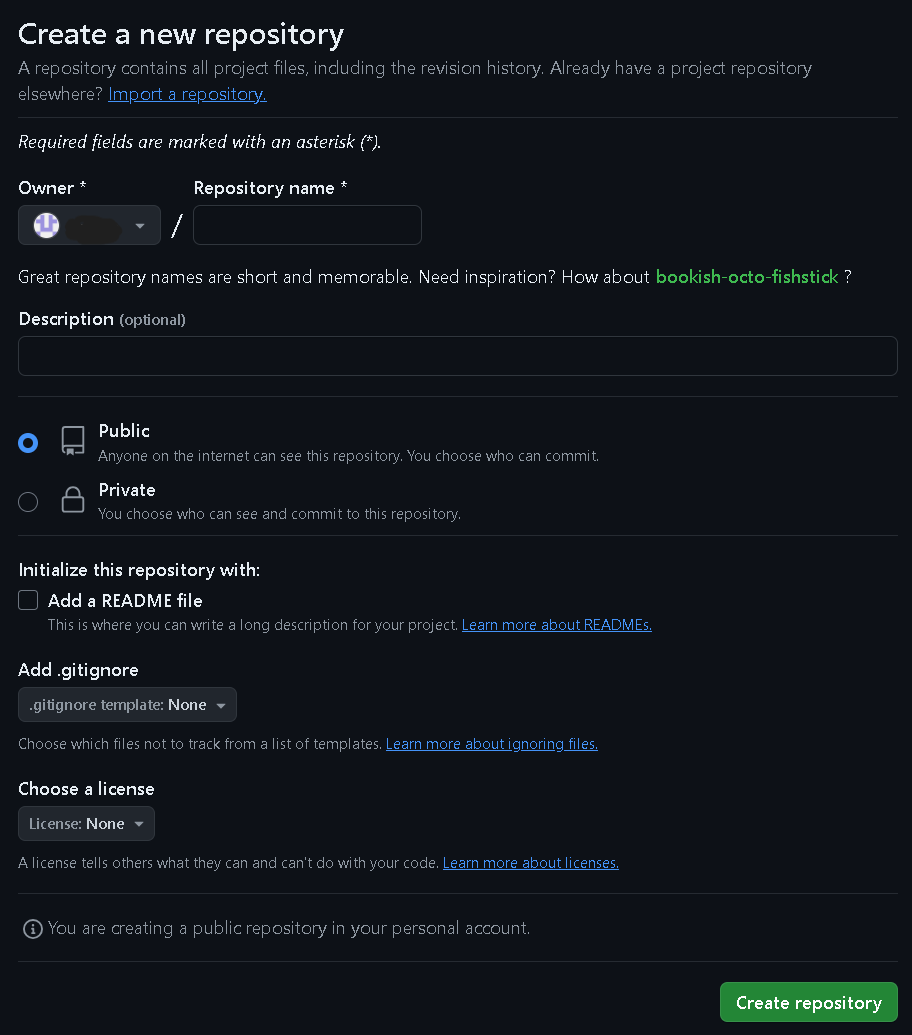 Create a new repository
A repository contains all project files, including the revision history. Already have a project repository
elsewhere? Import a repository.
Required fields are marked with an asterisk (*).
Owner * Repository name *
/
Great repository names are short and memorable. Need inspiration? How about bookish-octo-fishstick ?
Description (optional)
Public
Anyone on the internet can see this repository. You choose who can commit.
Private
You choose who can see and commit to this repository.
Initialize this repository with:
Add a README file
This is where you can write a long description for your project. Learn more about READMEs.
Add .gitignore
.gitignore template: None
Choose which files not to track from a list of templates. Learn more about ignoring files.
Choose a license
License: None
A license tells others what they can and can't do with your code. Learn more about licenses.
You are creating a public repository in your personal account.
Create repository